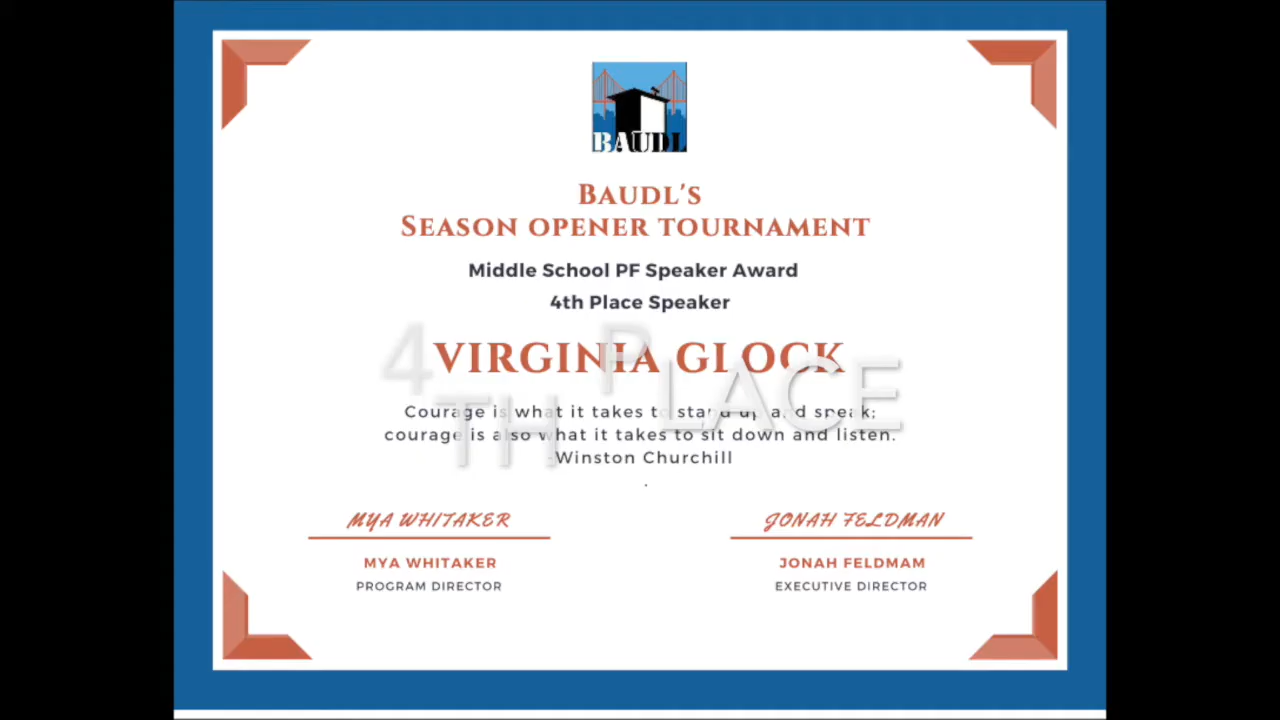 BAUDL
Baudl's
Season opener tournament
Middle School PF Speaker Award
4th Place Speaker
VIRGINIA GLOCK
4TH PLACE
Courage is what it takes to stand up and speak;
courage is also what it takes to sit down and listen.
-Winston Churchill
.
MYA WHITAKER JONAH FELDMAN
MYA WHITAKER JONAH FELDMAM
PROGRAM DIRECTOR EXECUTIVE DIRECTOR